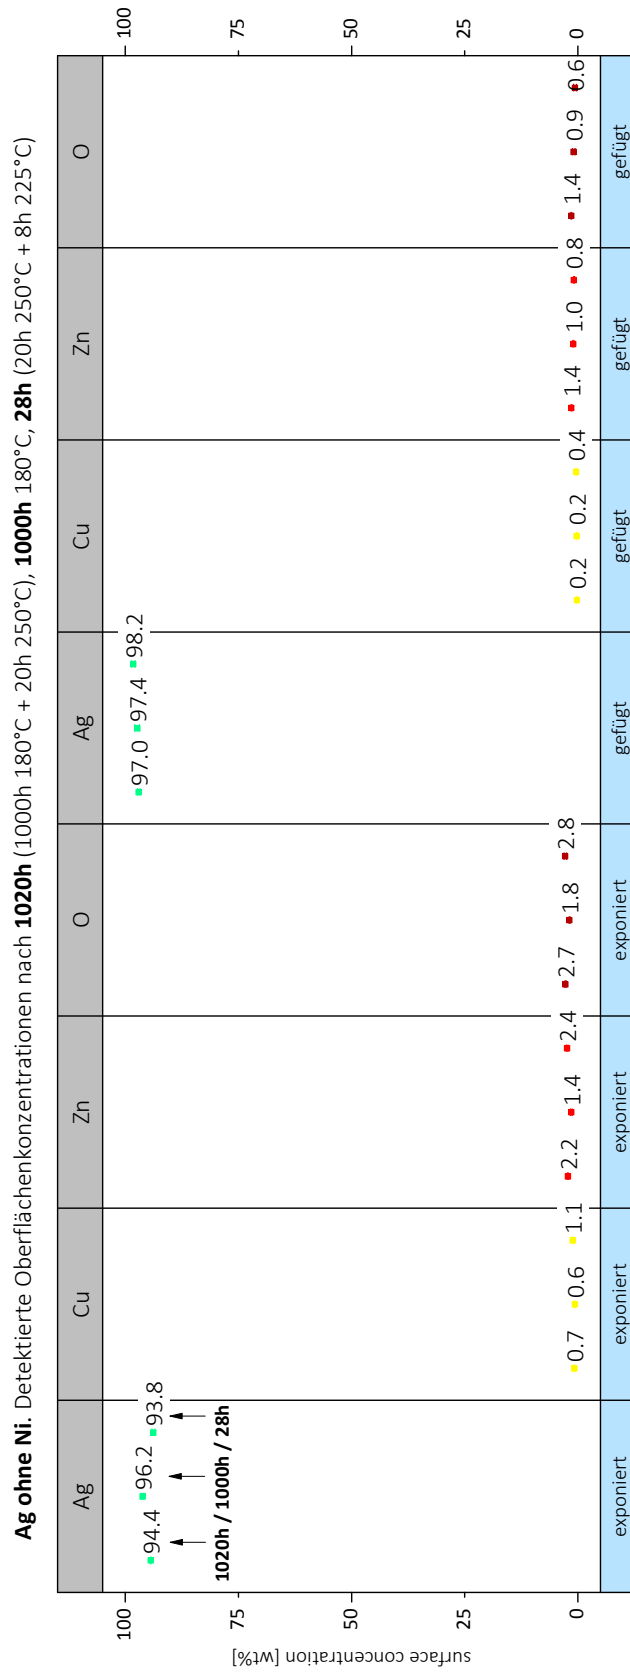 Ag ohne Ni. Detektierte Oberflächenkonzentrationen nach 1020h (1000h 180°C + 20h 250°C), 1000h 180°C, 28h (20h 250°C + 8h 225°C)
Ag Cu Zn O Ag Cu Zn O
100
75
50
25
0
surface concentration [wt%]
94.4 96.2 93.8
1020h / 1000h / 28h
0.7 0.6 1.1
2.2 1.4 2.4
2.7 1.8 2.8
97.0 97.4 98.2
0.2 0.2 0.4
1.4 1.0 0.8
1.4 0.9 0.6
100
75
50
25
0
exponiert exponiert exponiert exponiert gefügt gefügt gefügt gefügt